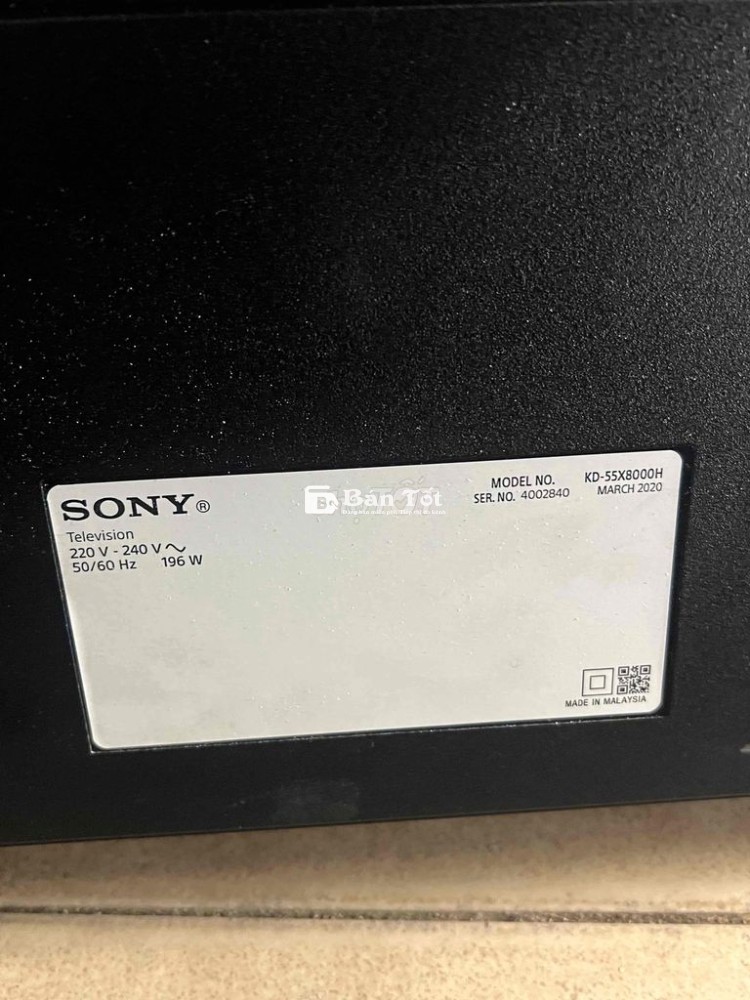 SONY®
Television
220 V - 240 V ~
50/60 Hz 196 W
Bán Tốt
MODEL NO. KD-55X8000H
SER. NO. 4002840 MARCH 2020
MADE IN MALAYSIA